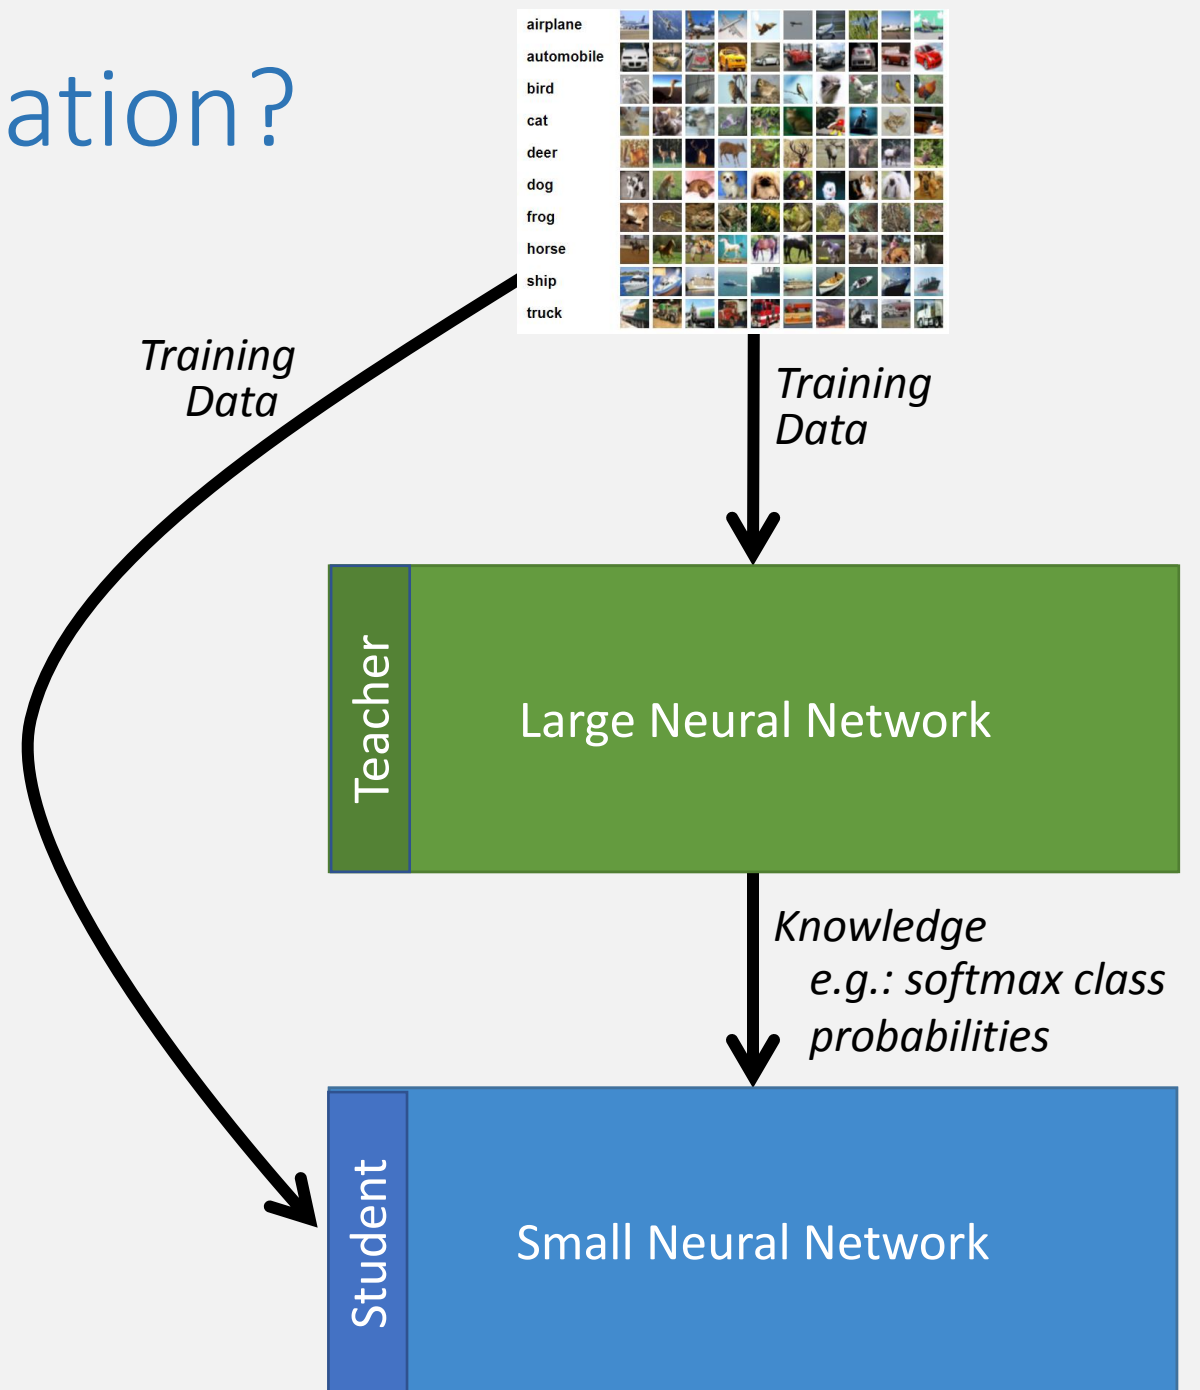 ation?
airplane
automobile
bird
cat
deer
dog
frog
horse
ship
truck
Training
Data
Training
Data
Teacher
Large Neural Network
Knowledge
e.g.: softmax class
probabilities
Student
Small Neural Network